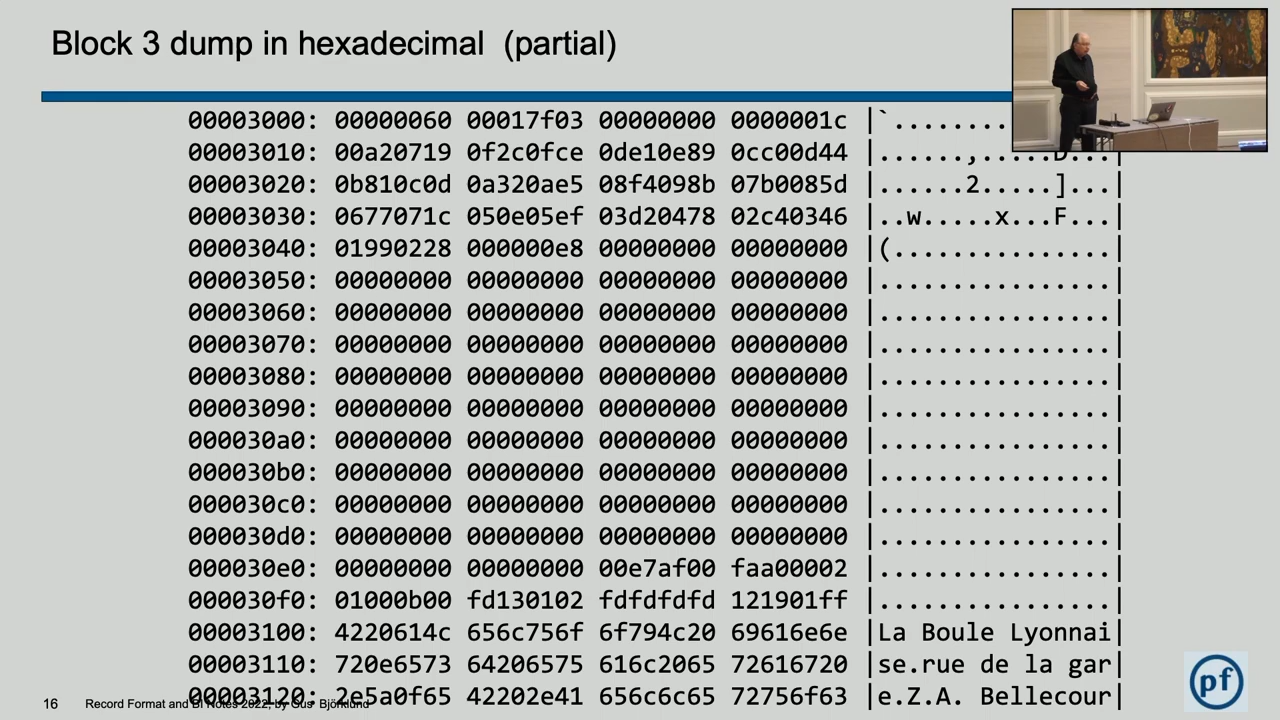 Block 3 dump in hexadecimal (partial)
00003000: 00000060 00017f03 00000000 0000001c |`.........
00003010: 00a20719 0f2c0fce 0de10e89 0cc00d44 |......,.....D...|
00003020: 0b810c0d 0a320ae5 08f4098b 07b0085d |......2.....]...|
00003030: 0677071c 050e05ef 03d20478 02c40346 |..w.....x...F...|
00003040: 01990228 000000e8 00000000 00000000 |(...............|
00003050: 00000000 00000000 00000000 00000000 |................|
00003060: 00000000 00000000 00000000 00000000 |................|
00003070: 00000000 00000000 00000000 00000000 |................|
00003080: 00000000 00000000 00000000 00000000 |................|
00003090: 00000000 00000000 00000000 00000000 |................|
000030a0: 00000000 00000000 00000000 00000000 |................|
000030b0: 00000000 00000000 00000000 00000000 |................|
000030c0: 00000000 00000000 00000000 00000000 |................|
000030d0: 00000000 00000000 00000000 00000000 |................|
000030e0: 00000000 00000000 00e7af00 faa00002 |................|
000030f0: 01000b00 fd130102 fdfdfdfd 121901ff |................|
00003100: 4220614c 656c756f 6f794c20 69616e6e |La Boule Lyonnai|
00003110: 720e6573 64206575 616c2065 72616720 |se.rue de la gar|
00003120: 2e5a0f65 42202e41 656c6c65 72756f63 |e.Z.A. Bellecour|
16 Record Format and BI Notes 2022, by Gus Björklund
pf